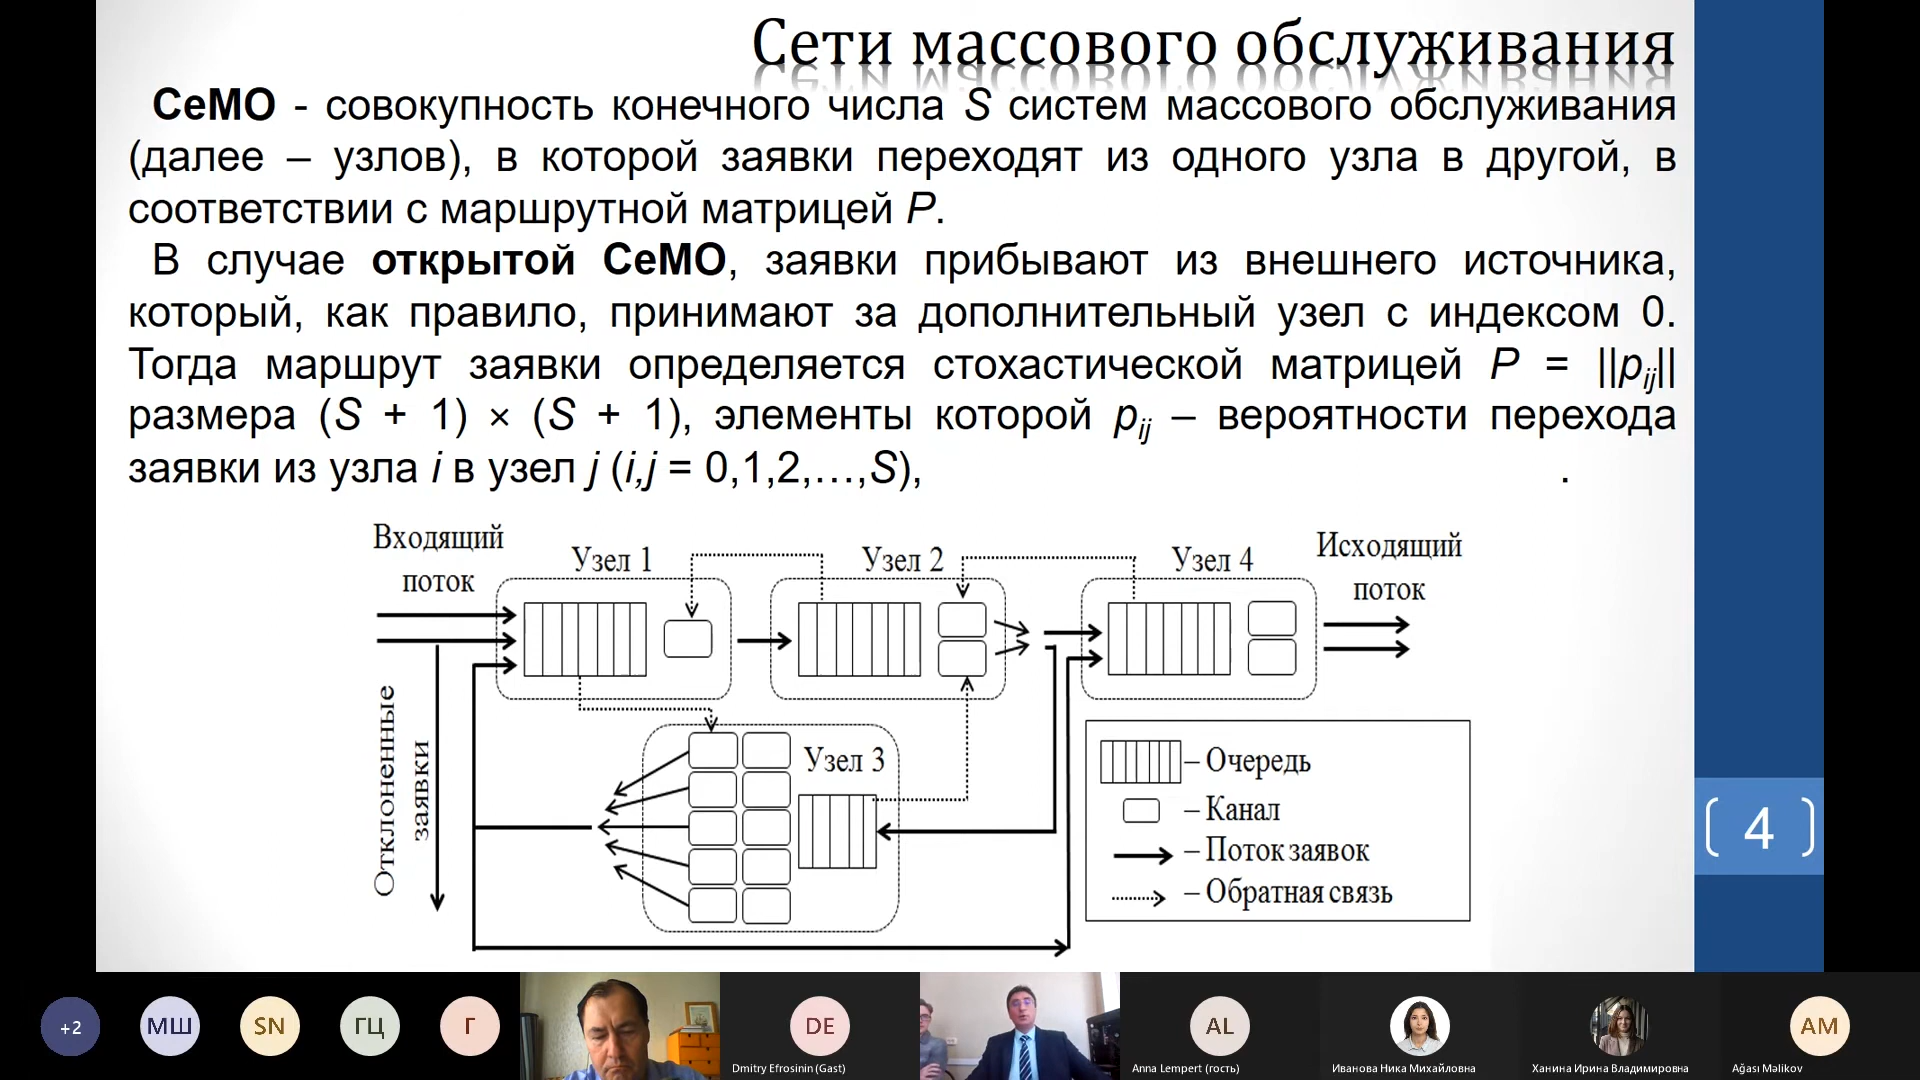 Сети массового обслуживания
СеМО - совокупность конечного числа S систем массового обслуживания
(далее – узлов), в которой заявки переходят из одного узла в другой, в
соответствии с маршрутной матрицей P.
В случае открытой СеМО, заявки прибывают из внешнего источника,
который, как правило, принимают за дополнительный узел с индексом 0.
Тогда маршрут заявки определяется стохастической матрицей P = ||pij||
размера (S + 1) × (S + 1), элементы которой pij – вероятности перехода
заявки из узла i в узел j (i,j = 0,1,2,…,S), .
Входящий
поток
Узел 1
Узел 2
Узел 4
Исходящий
поток
Отклоненные
заявки
Узел 3
– Очередь
– Канал
– Поток заявок
– Обратная связь
4
+2
МШ
SN
ГЦ
Г
DE
Dmitry Efrosinin (Gast)
AL
Anna Lempert (гость)
Иванова Ника Михайловна
Ханина Ирина Владимировна
AM
Ağası Məlikov